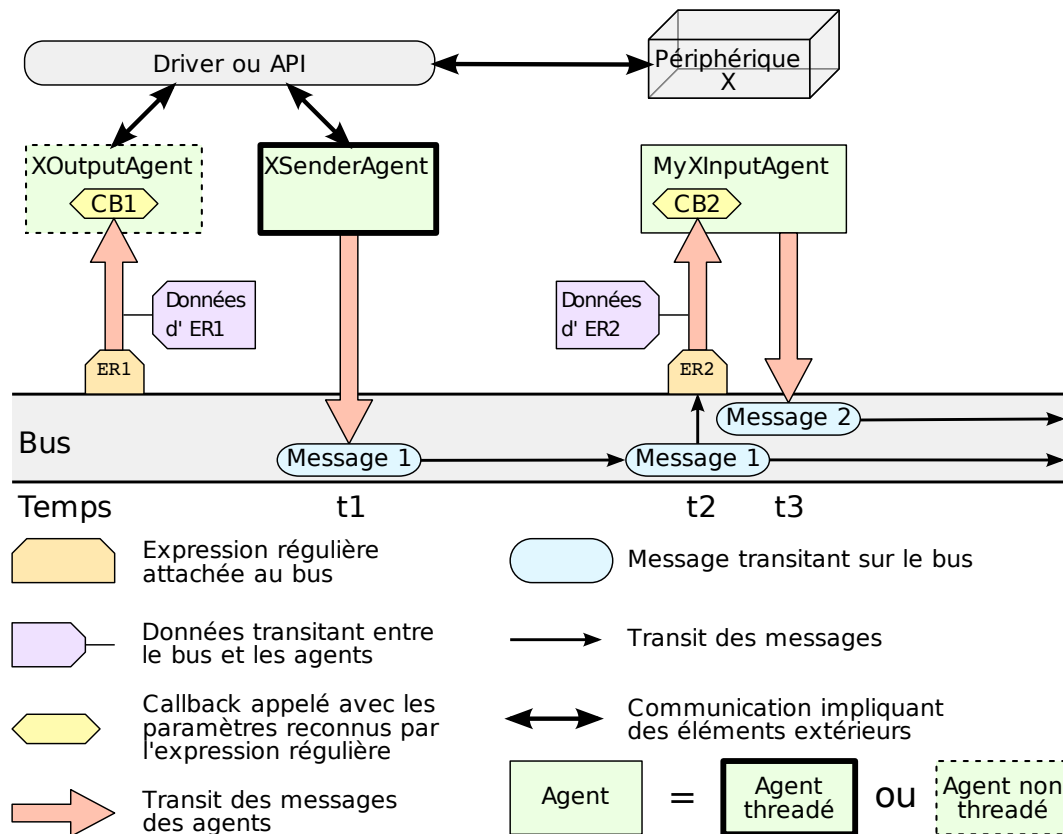 Driver ou API
Périphérique
X
XOutputAgent
CB1
XSenderAgent
MyXInputAgent
CB2
Données
d' ER1
Données
d' ER2
ER1
ER2
Bus
Message 1
Message 1
Message 2
Temps
t1
t2
t3
Expression régulière
attachée au bus
Message transitant sur le bus
Données transitant entre
le bus et les agents
Transit des messages
Callback appelé avec les
paramètres reconnus par
l'expression régulière
Communication impliquant
des éléments extérieurs
Transit des messages
des agents
Agent
=
Agent
threadé
ou
Agent non
threadé